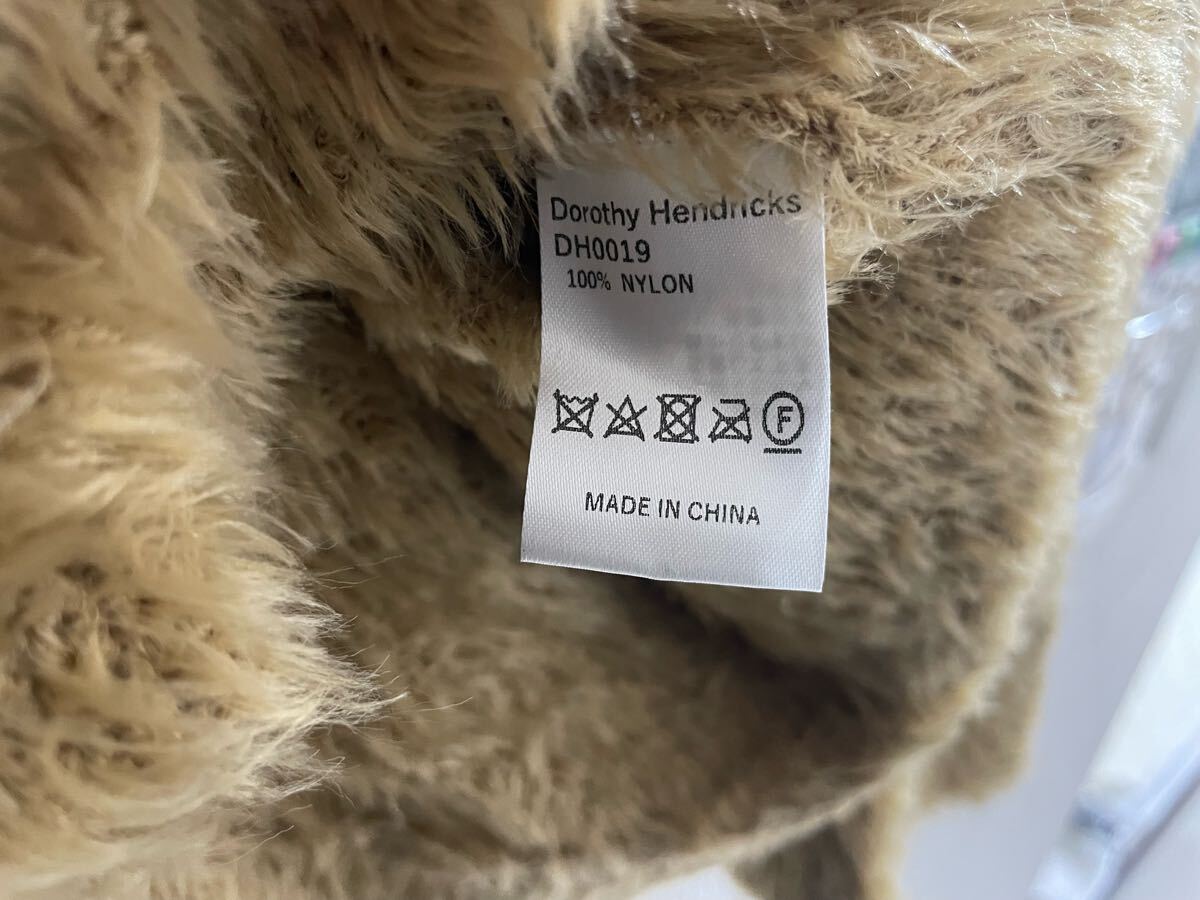 Dorothy Hendricks
DH0019
100% NYLON
F
MADE IN CHINA